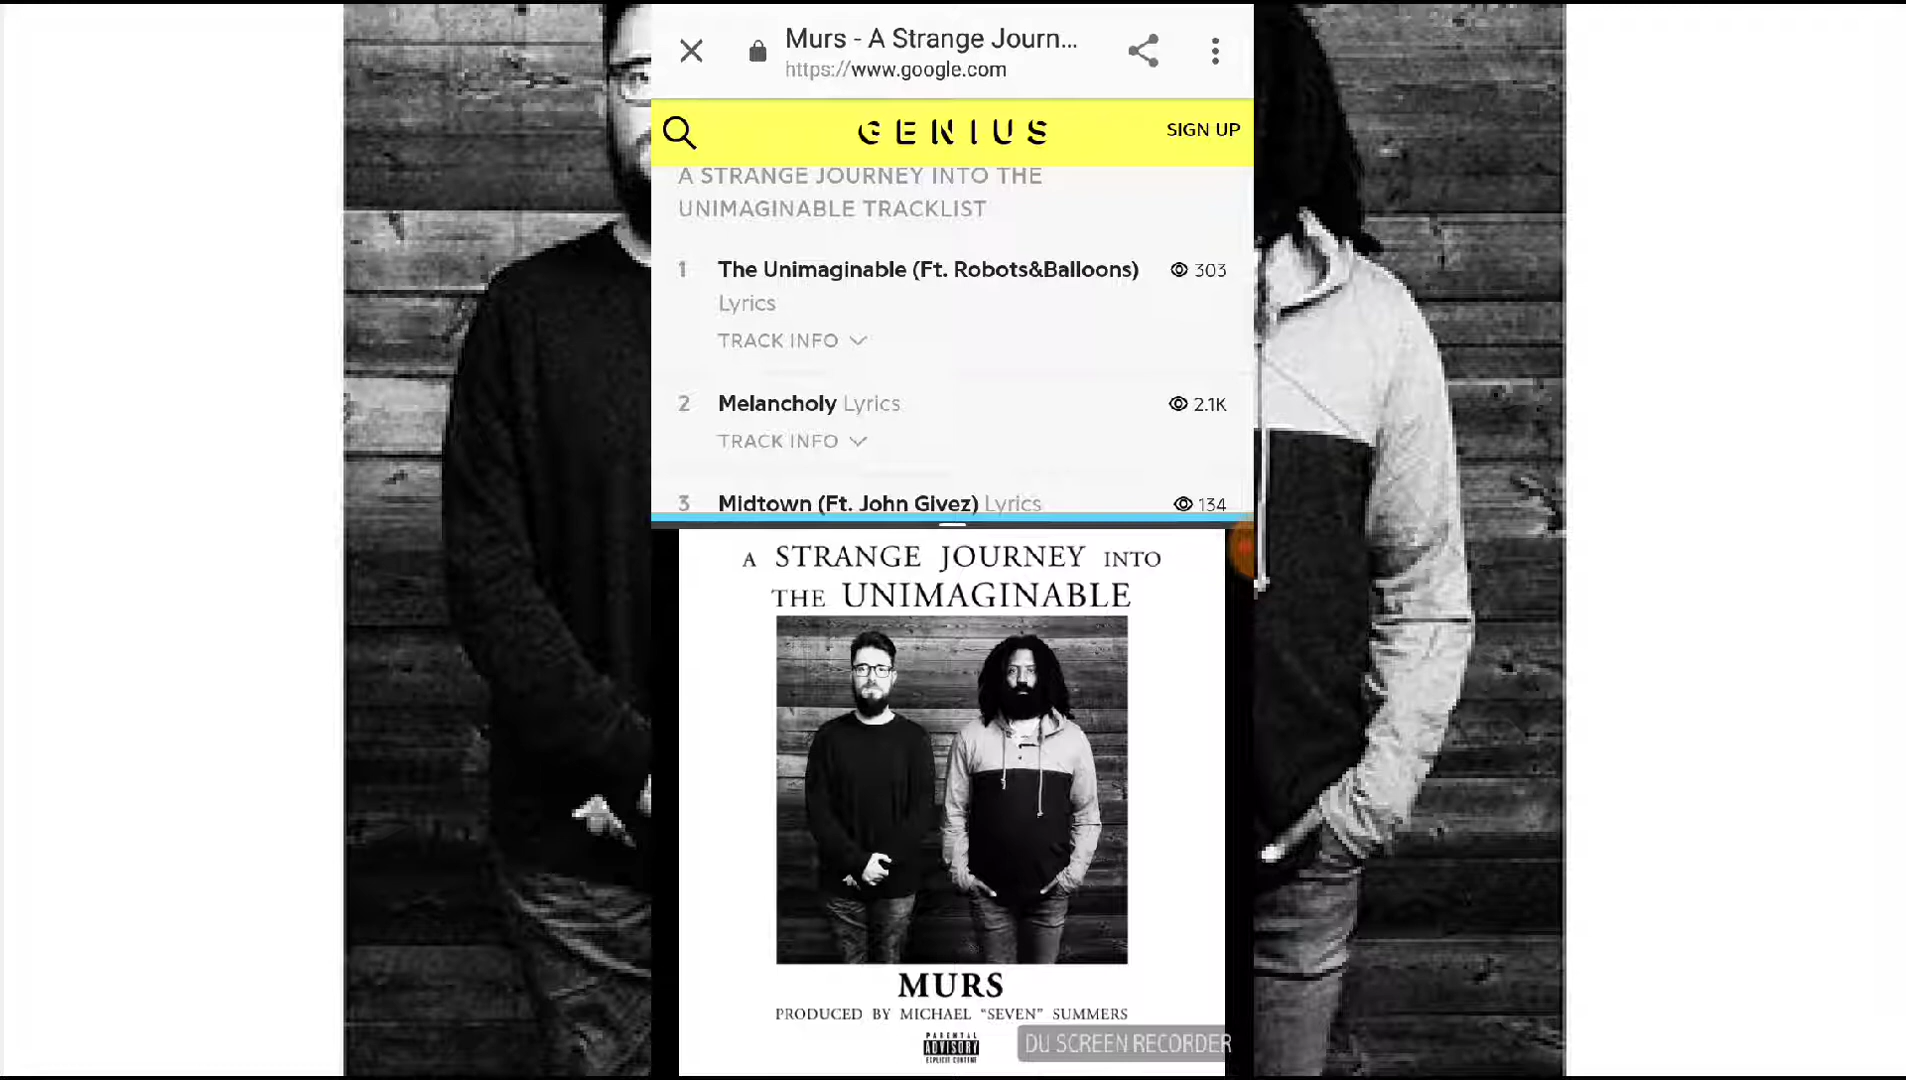 Murs - A Strange Journ...
https://www.google.com
GENIUS
SIGN UP
A STRANGE JOURNEY INTO THE
UNIMAGINABLE TRACKLIST
1 The Unimaginable (Ft. Robots&Balloons) 303
Lyrics
TRACK INFO
2 Melancholy Lyrics 2.1K
TRACK INFO
3 Midtown (Ft. John Givez) Lyrics 134
A STRANGE JOURNEY INTO
THE UNIMAGINABLE
MURS
PRODUCED BY MICHAEL "SEVEN" SUMMERS
PARENTAL
ADVISORY
EXPLICIT CONTENT
DU SCREEN RECORDER